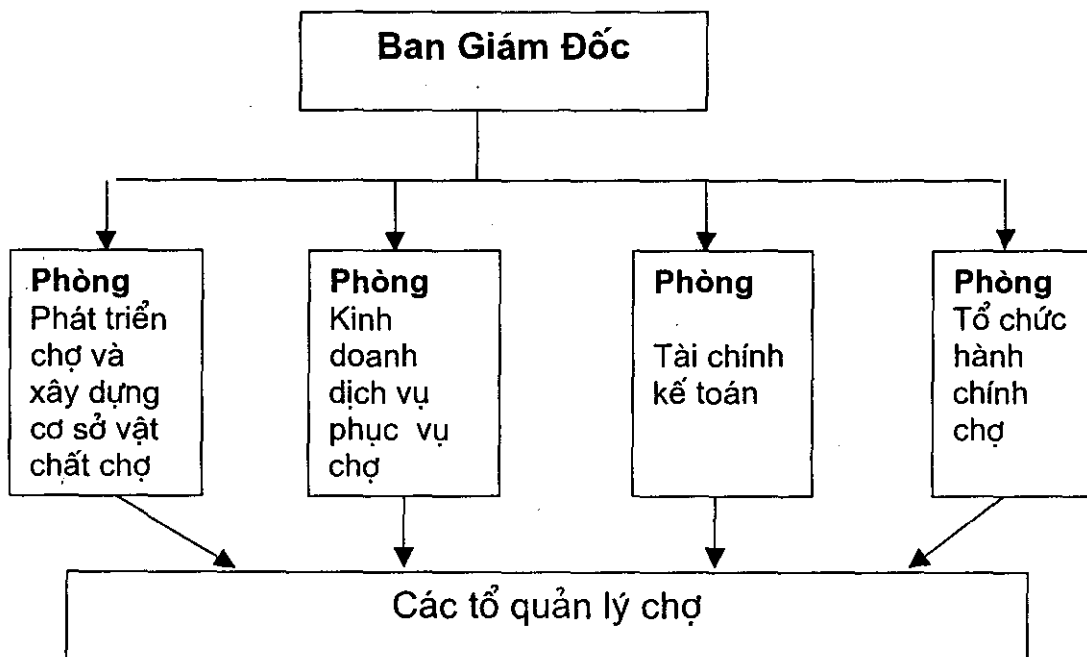 Ban Giám Đốc
Phòng
Phát triển
chợ và
xây dựng
cơ sở vật
chất chợ
Phòng
Kinh
doanh
dịch vụ
phục vụ
chợ
Phòng
Tài chính
kế toán
Phòng
Tổ chức
hành
chính
chợ
Các tổ quản lý chợ